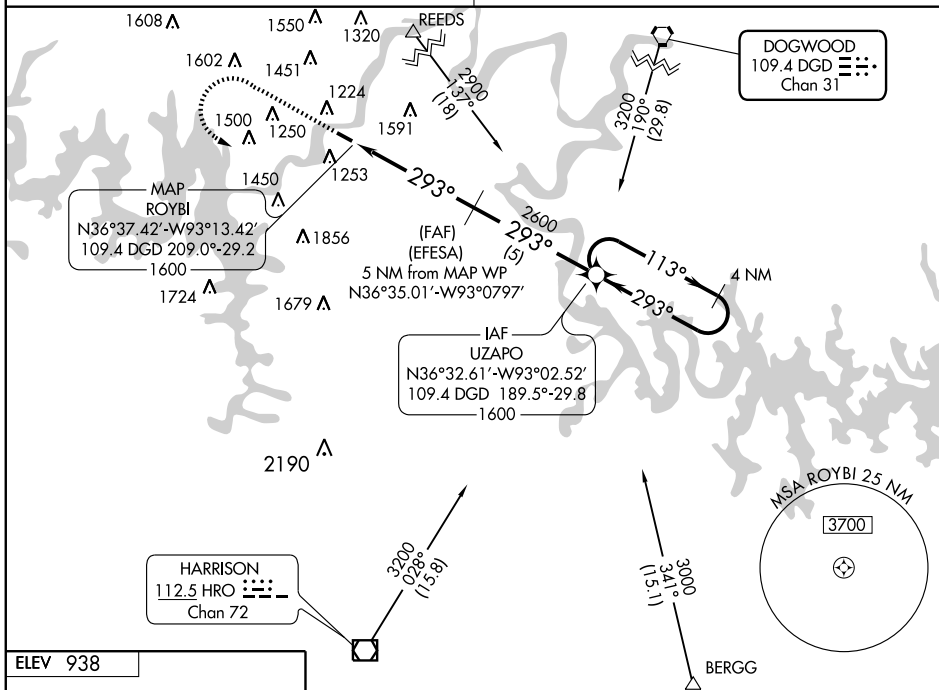 1608
1550
1320
REEDS
1602
1451
2900
137°
(18)
DOGWOOD
109.4 DGD
Chan 31
1224
1500
1250
1591
3200
190°
(29.8)
1253
1450
MAP
ROYBI
N36°37.42'-W93°13.42'
109.4 DGD 209.0°-29.2
1600
293°
2600
293°
(5)
(FAF)
(EFESA)
5 NM from MAP WP
N36°35.01'-W93°0797'
1856
113°
4 NM
293°
1724
1679
IAF
UZAPO
N36°32.61'-W93°02.52'
109.4 DGD 189.5°-29.8
1600
2190
MSA ROYBI 25 NM
3700
HARRISON
112.5 HRO
Chan 72
3200
028°
(15.8)
3000
341°
(15.1)
BERGG
ELEV 938